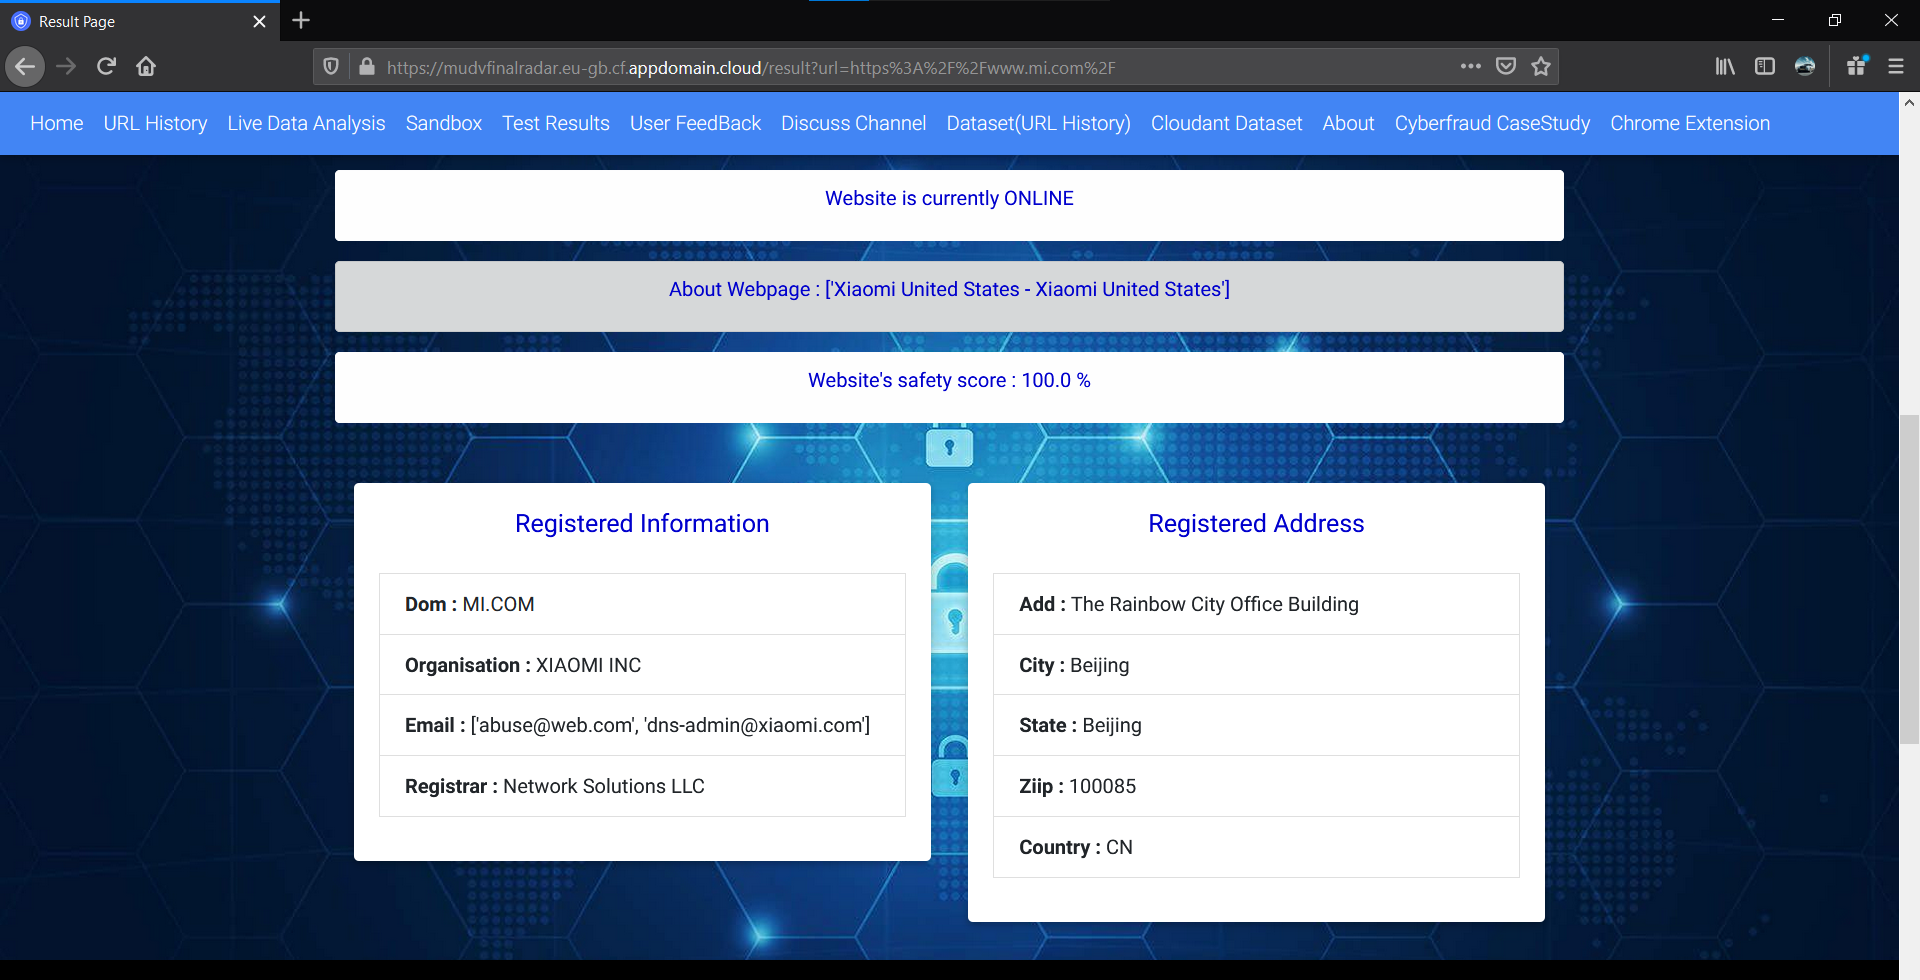 Result Page
https://mudvfinalradar.eu-gb.cf.appdomain.cloud/result?url=https%3A%2F%2Fwww.mi.com%2F
Home URL History Live Data Analysis Sandbox Test Results User FeedBack Discuss Channel Dataset(URL History) Cloudant Dataset About Cyberfraud CaseStudy Chrome Extension
Website is currently ONLINE
About Webpage : ['Xiaomi United States - Xiaomi United States']
Website's safety score : 100.0 %
Registered Information
Dom : MI.COM
Organisation : XIAOMI INC
Email : ['abuse@web.com', 'dns-admin@xiaomi.com']
Registrar : Network Solutions LLC
Registered Address
Add : The Rainbow City Office Building
City : Beijing
State : Beijing
Ziip : 100085
Country : CN